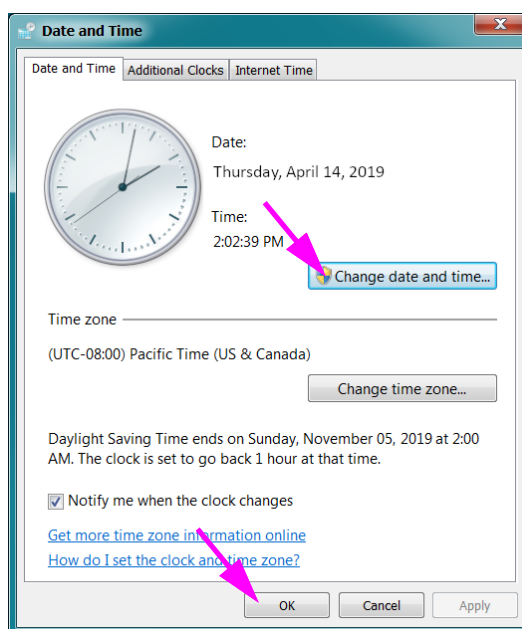 Date and Time
Date and Time Additional Clocks Internet Time
Date:
Thursday, April 14, 2019
Time:
2:02:39 PM
Change date and time...
Time zone
(UTC-08:00) Pacific Time (US & Canada)
Change time zone...
Daylight Saving Time ends on Sunday, November 05, 2019 at 2:00
AM. The clock is set to go back 1 hour at that time.
Notify me when the clock changes
Get more time zone information online
How do I set the clock and time zone?
OK Cancel Apply